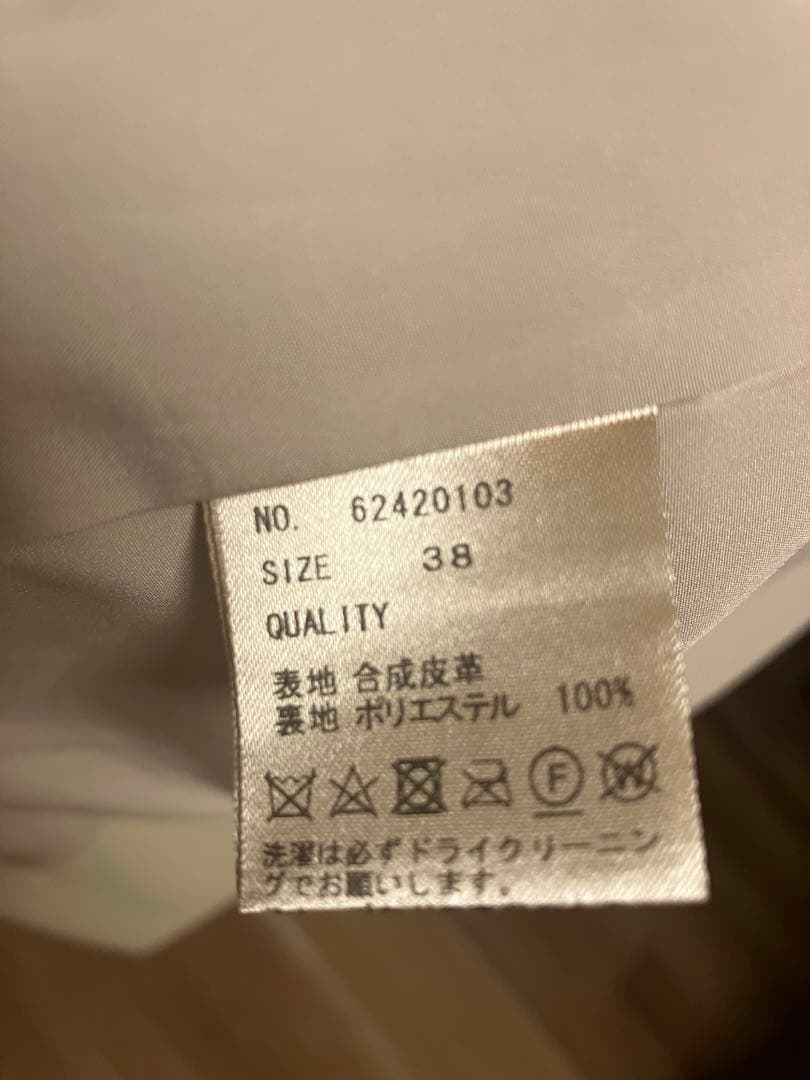 NO. 62420103
SIZE 38
QUALITY
表地 合成皮革
裏地 ポリエステル 100%
F W
洗濯は必ずドライクリーニン
グでお願いします。